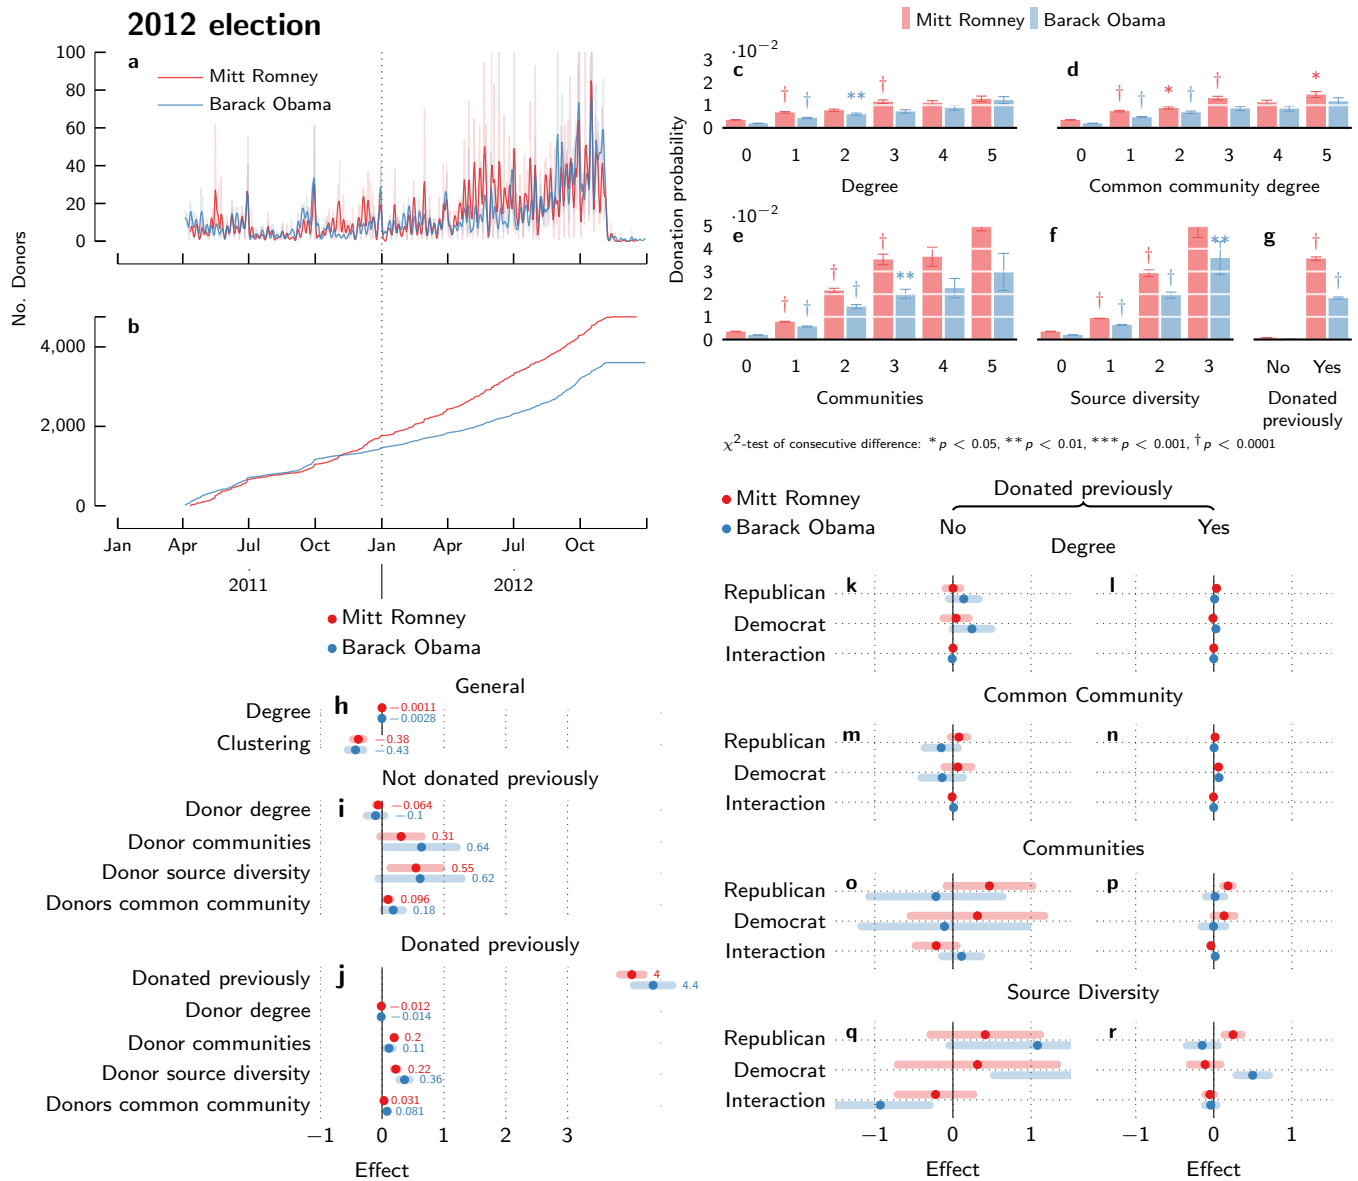 2012 election
a
Mitt Romney
Barack Obama
100
80
60
40
20
0
No. Donors
b
4,000
2,000
0
Jan Apr Jul Oct Jan Apr Jul Oct
2011 2012
Mitt Romney Barack Obama
Donation probability
·10⁻²
c
3
2
1
0
† † ** †
0 1 2 3 4 5
Degree
d
† † * † † *
0 1 2 3 4 5
Common community degree
·10⁻²
e
5
4
3
2
1
0
† † † † † **
0 1 2 3 4 5
Communities
f
† † † † **
0 1 2 3
Source diversity
g
† †
No Yes
Donated
previously
χ²-test of consecutive difference: *p < 0.05, **p < 0.01, ***p < 0.001, †p < 0.0001
Mitt Romney
Barack Obama
General
h
Degree −0.0011
−0.0028
Clustering −0.38
−0.43
Not donated previously
i
Donor degree −0.064
−0.1
Donor communities 0.31
0.64
Donor source diversity 0.55
0.62
Donors common community 0.096
0.18
Donated previously
j
Donated previously 4
4.4
Donor degree −0.012
−0.014
Donor communities 0.2
0.11
Donor source diversity 0.22
0.36
Donors common community 0.031
0.081
−1 0 1 2 3
Effect
Mitt Romney
Barack Obama
Donated previously
No Yes
Degree
k l
Republican
Democrat
Interaction
Common Community
m n
Republican
Democrat
Interaction
Communities
o p
Republican
Democrat
Interaction
Source Diversity
q r
Republican
Democrat
Interaction
−1 0 1 −1 0 1
Effect Effect